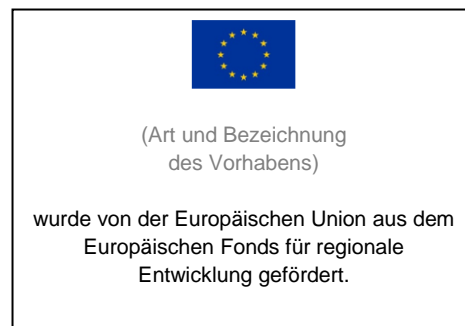 (Art und Bezeichnung
des Vorhabens)
wurde von der Europäischen Union aus dem
Europäischen Fonds für regionale
Entwicklung gefördert.